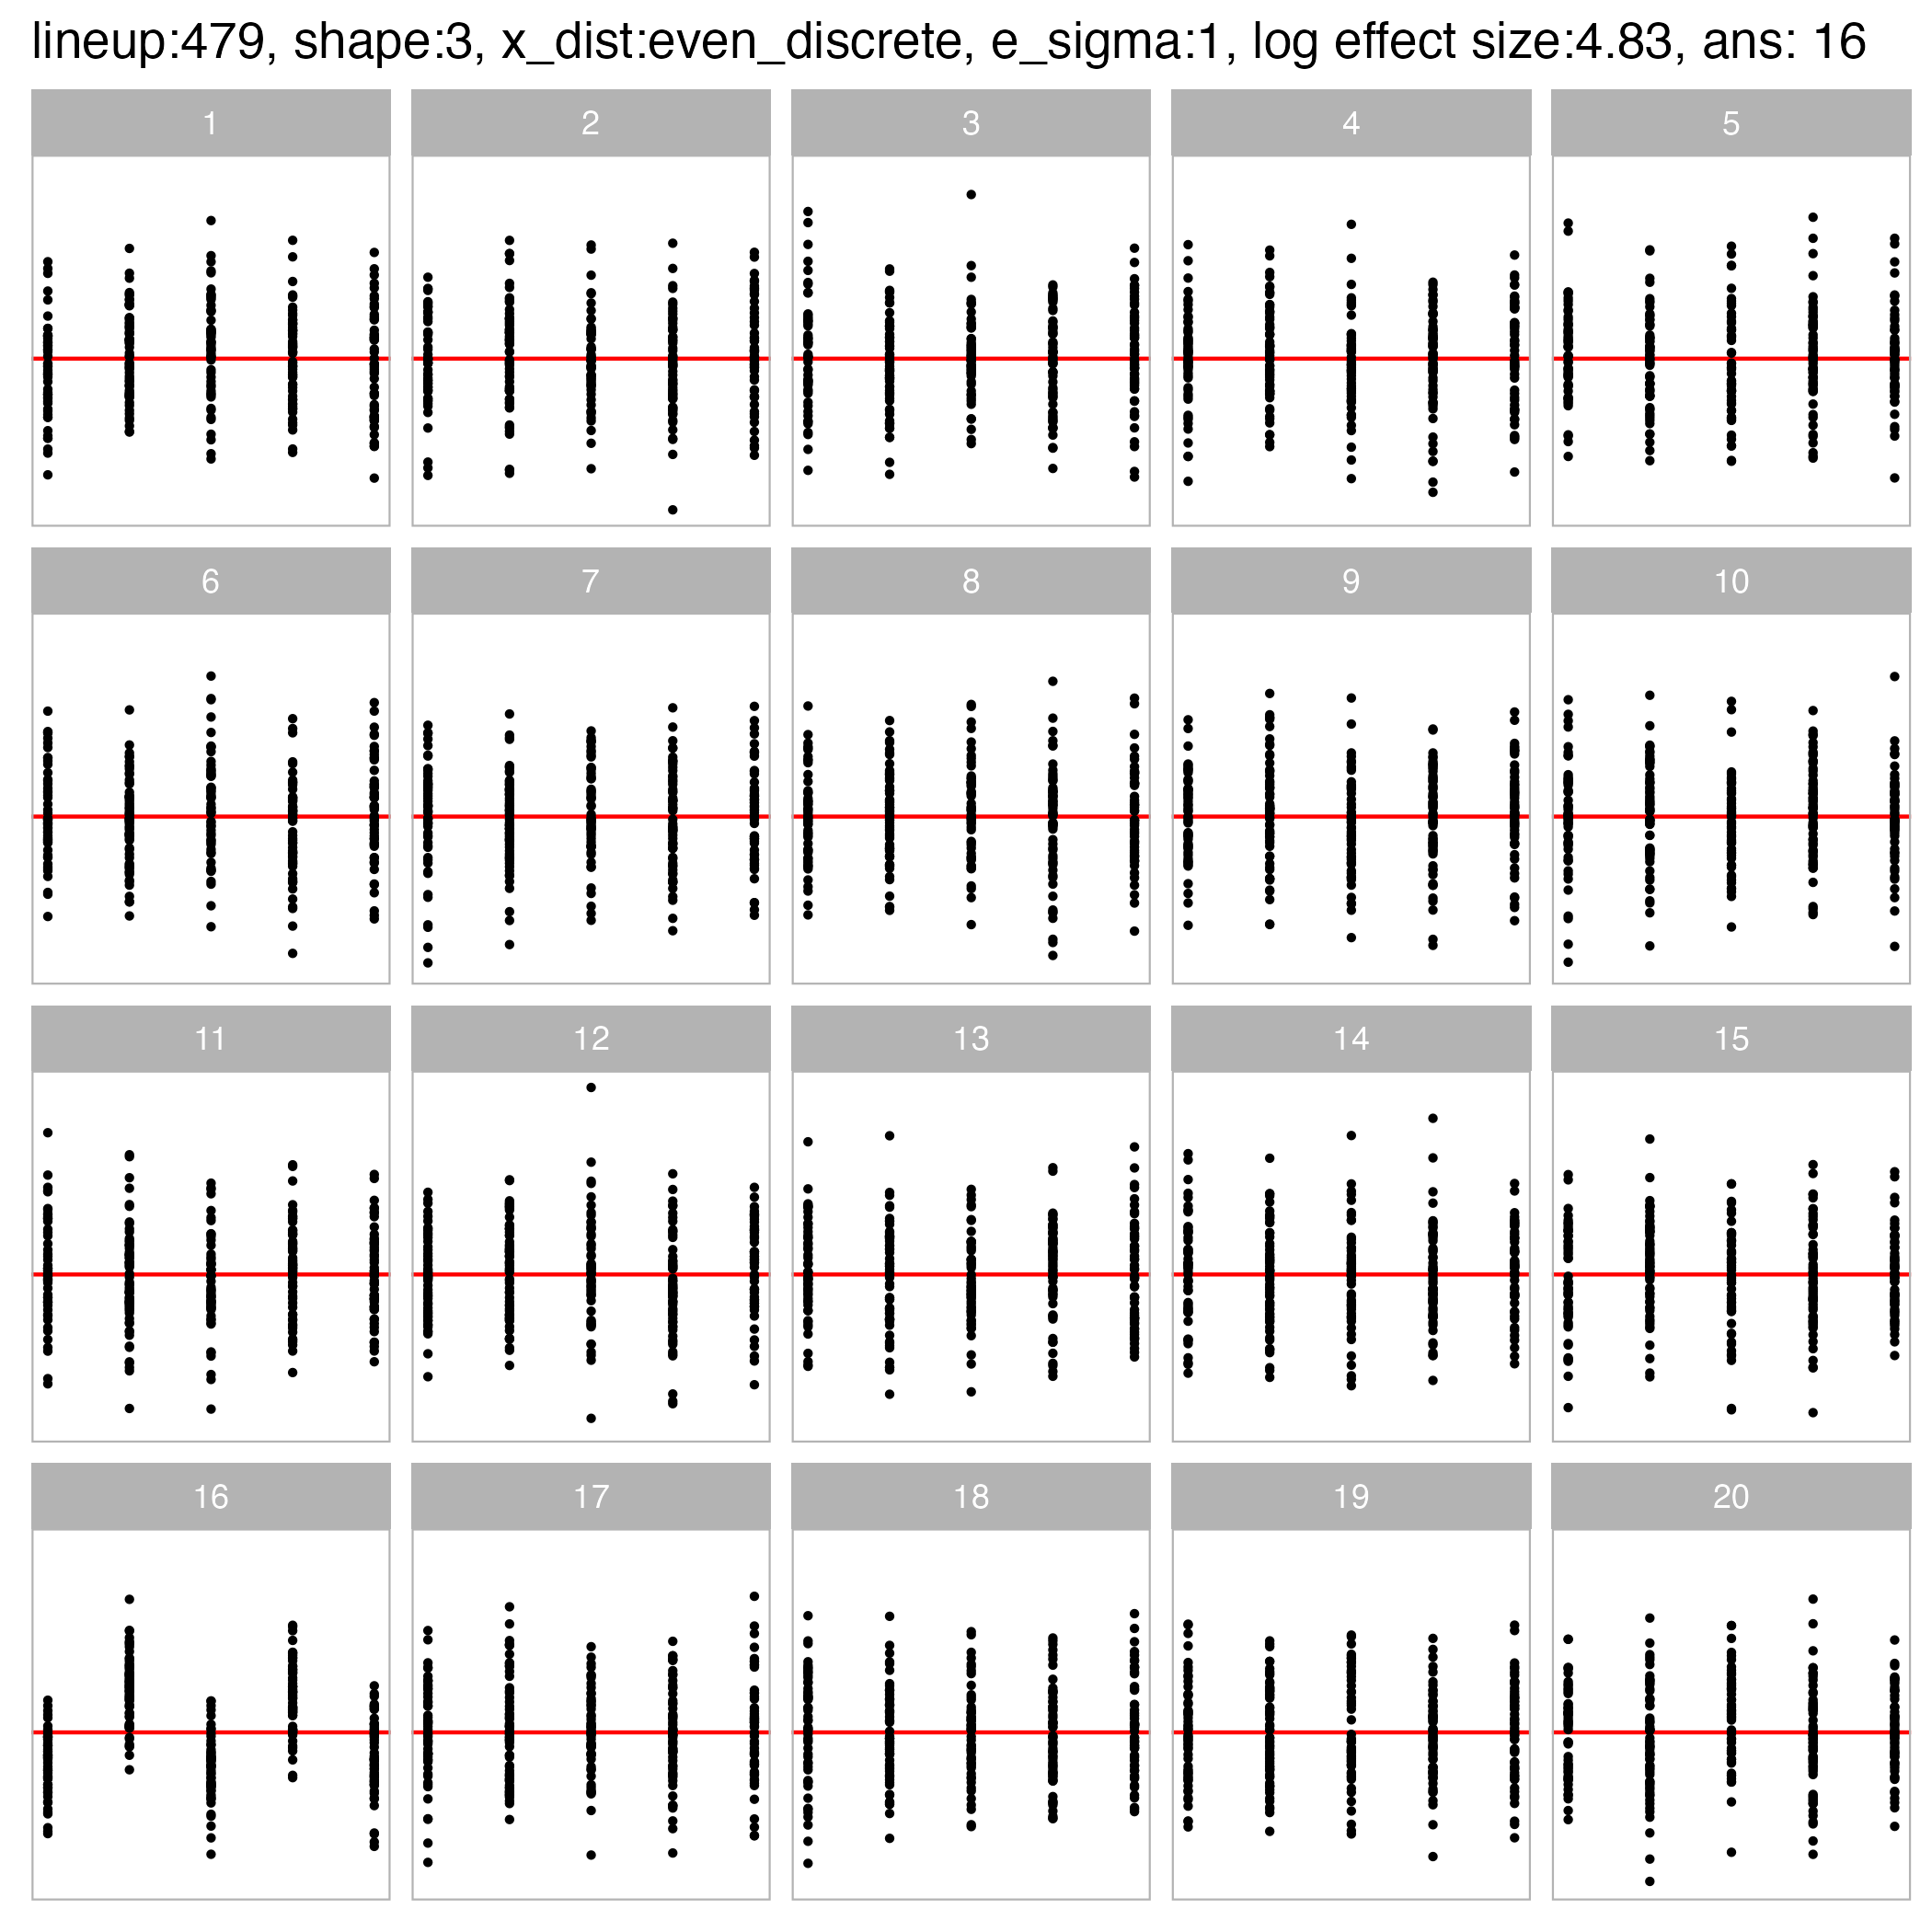 lineup:479, shape:3, x_dist:even_discrete, e_sigma:1, log effect size:4.83, ans: 16
1 2 3 4 5
6 7 8 9 10
11 12 13 14 15
16 17 18 19 20